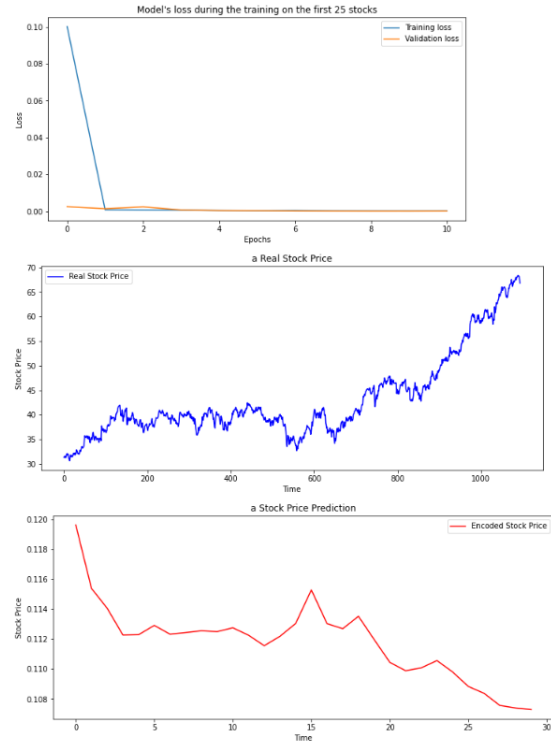 Model's loss during the training on the first 25 stocks
Training loss
Validation loss
0.10
0.08
0.06
0.04
0.02
0.00
Loss
0 2 4 6 8 10
Epochs
a Real Stock Price
Real Stock Price
70
65
60
55
50
45
40
35
30
Stock Price
0 200 400 600 800 1000
Time
a Stock Price Prediction
Encoded Stock Price
0.120
0.116
0.114
0.112
0.110
0.108
Stock Price
0 5 10 15 20 25 30
Time